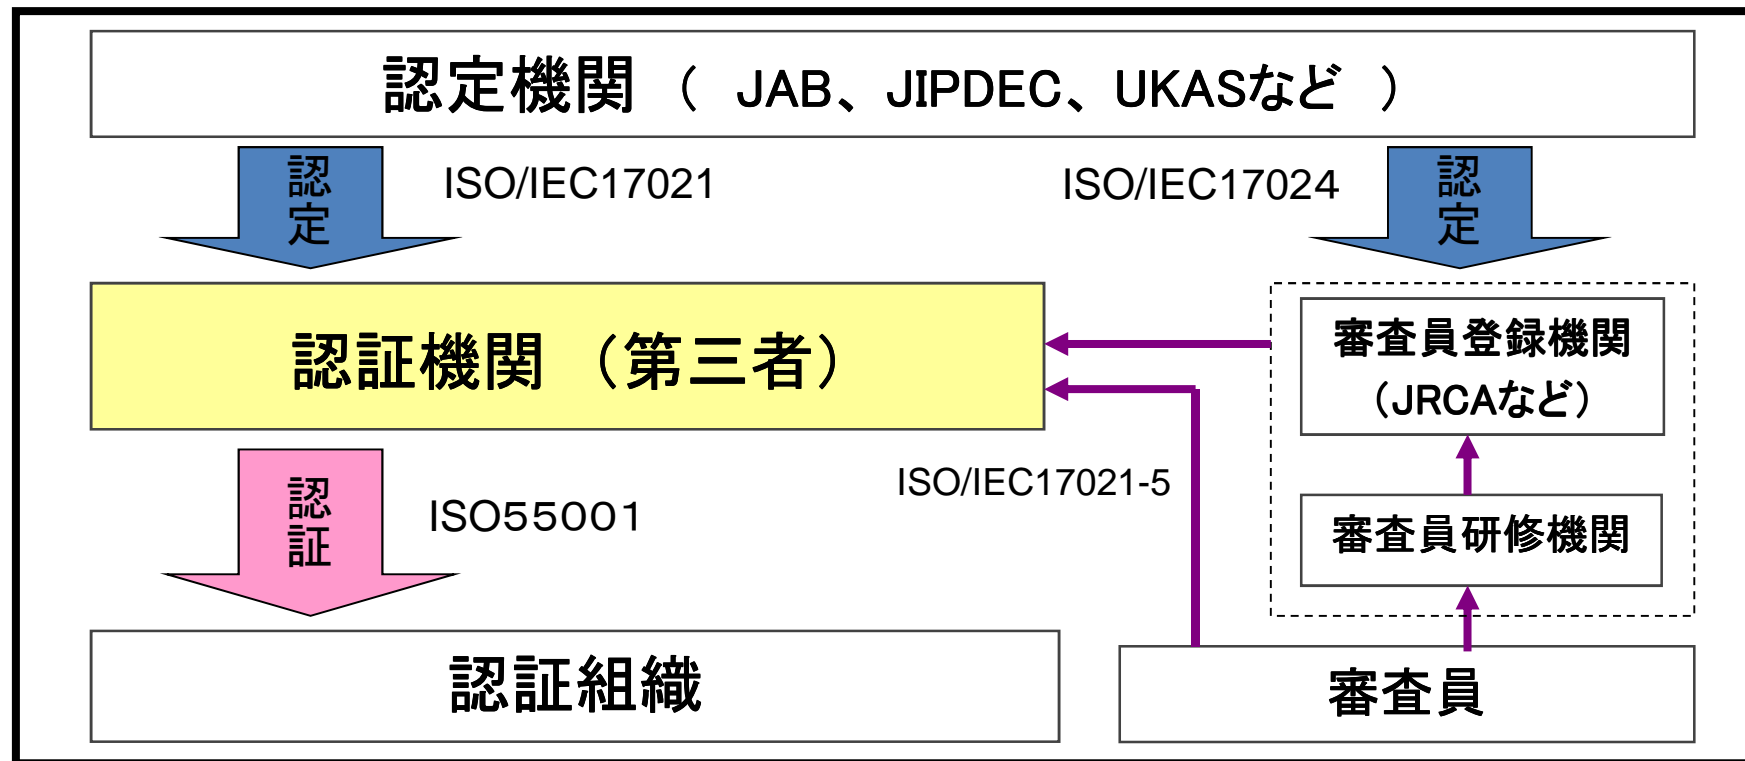 認定機関 （ JAB、JIPDEC、UKASなど ）
認定
ISO/IEC17021
ISO/IEC17024
認定
認証機関 （第三者）
審査員登録機関
（JRCAなど）
ISO/IEC17021-5
認証
ISO55001
審査員研修機関
認証組織
審査員